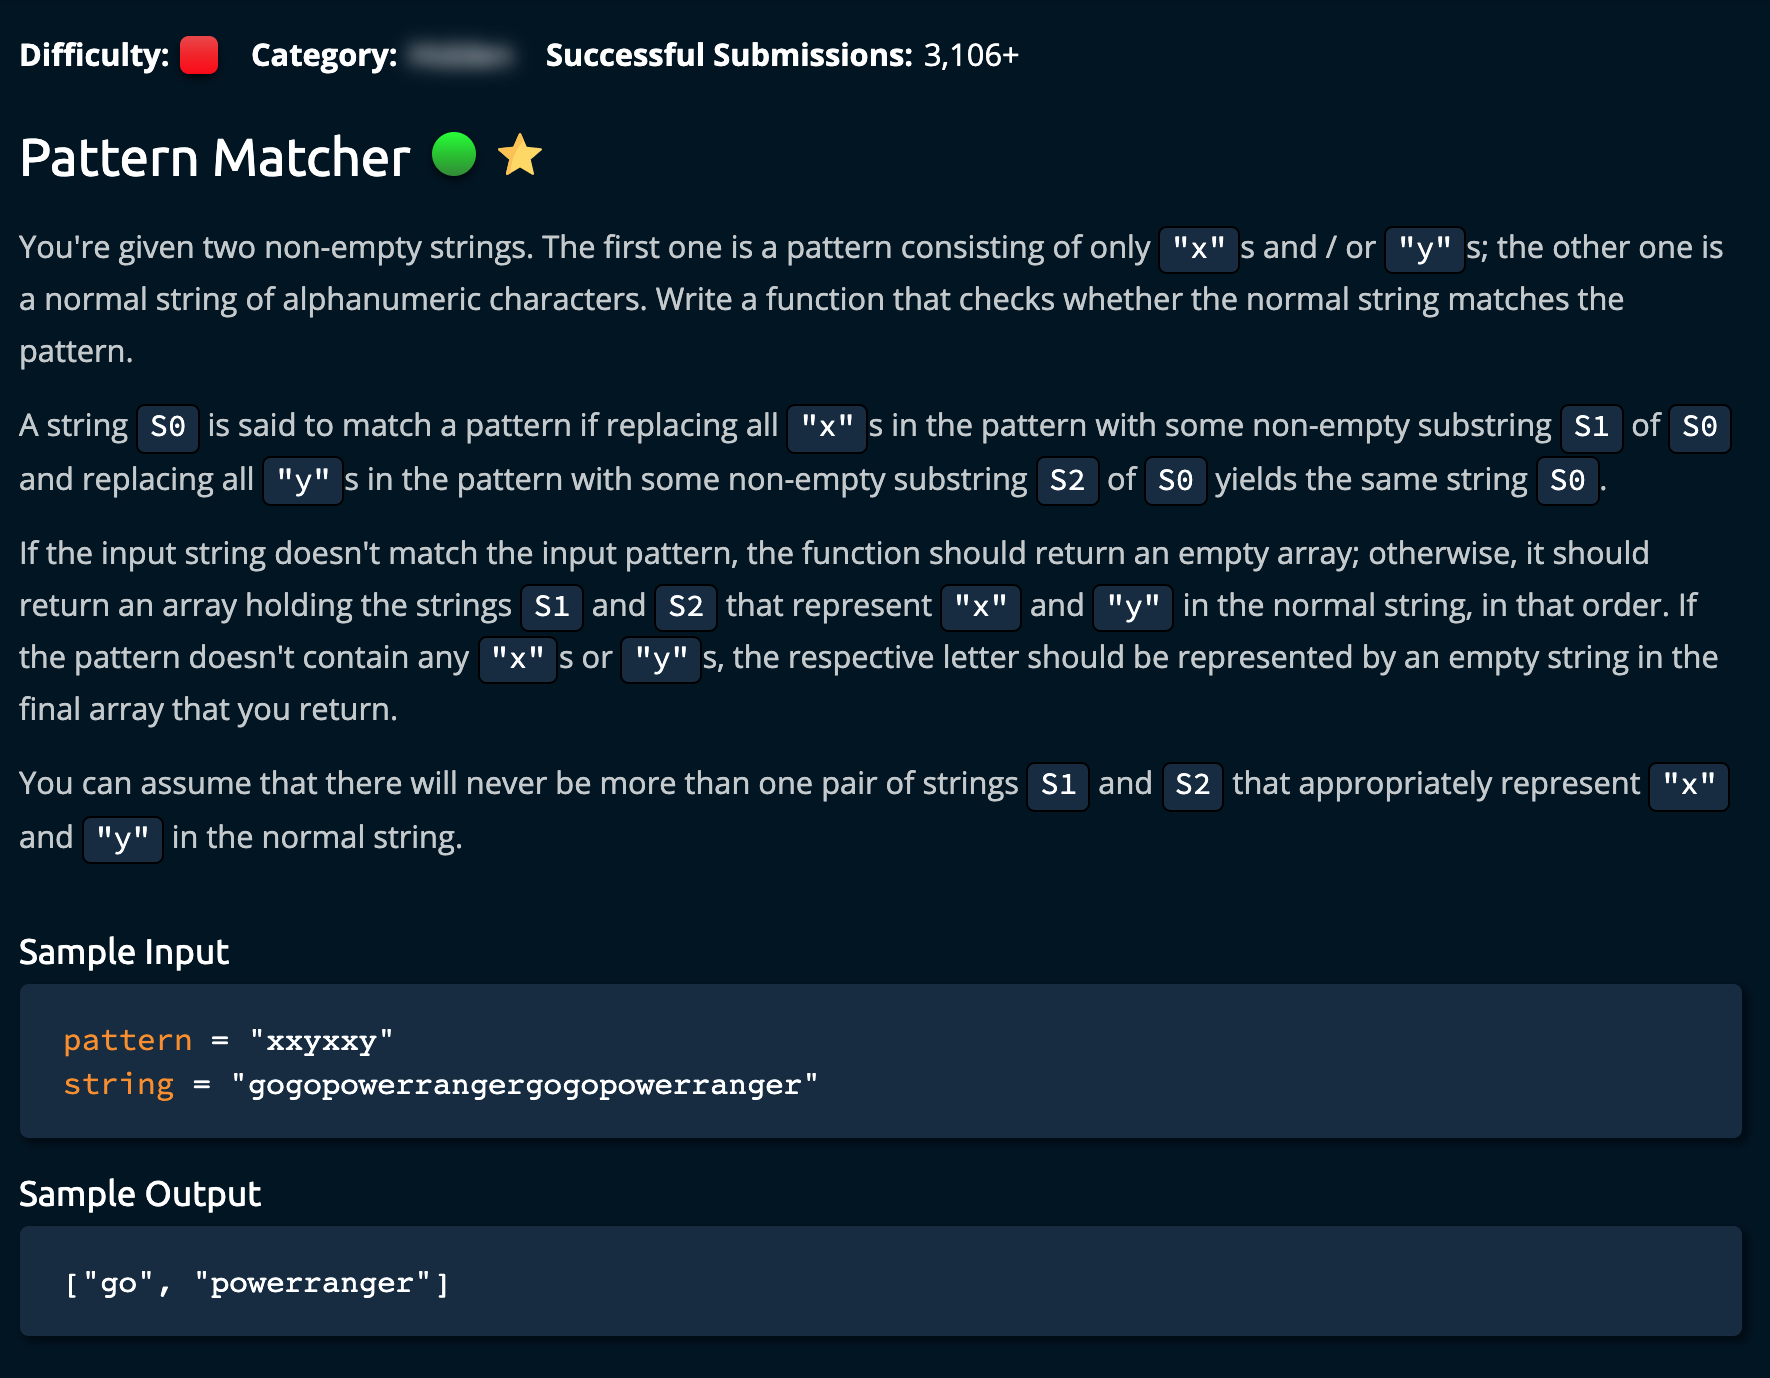 Difficulty: Category: Successful Submissions: 3,106+
Pattern Matcher
You're given two non-empty strings. The first one is a pattern consisting of only "x" s and / or "y" s; the other one is
a normal string of alphanumeric characters. Write a function that checks whether the normal string matches the
pattern.
A string S0 is said to match a pattern if replacing all "x" s in the pattern with some non-empty substring S1 of S0
and replacing all "y" s in the pattern with some non-empty substring S2 of S0 yields the same string S0 .
If the input string doesn't match the input pattern, the function should return an empty array; otherwise, it should
return an array holding the strings S1 and S2 that represent "x" and "y" in the normal string, in that order. If
the pattern doesn't contain any "x" s or "y" s, the respective letter should be represented by an empty string in the
final array that you return.
You can assume that there will never be more than one pair of strings S1 and S2 that appropriately represent "x"
and "y" in the normal string.
Sample Input
pattern = "xxyxxy"
string = "gogopowerrangergogopowerranger"
Sample Output
["go", "powerranger"]